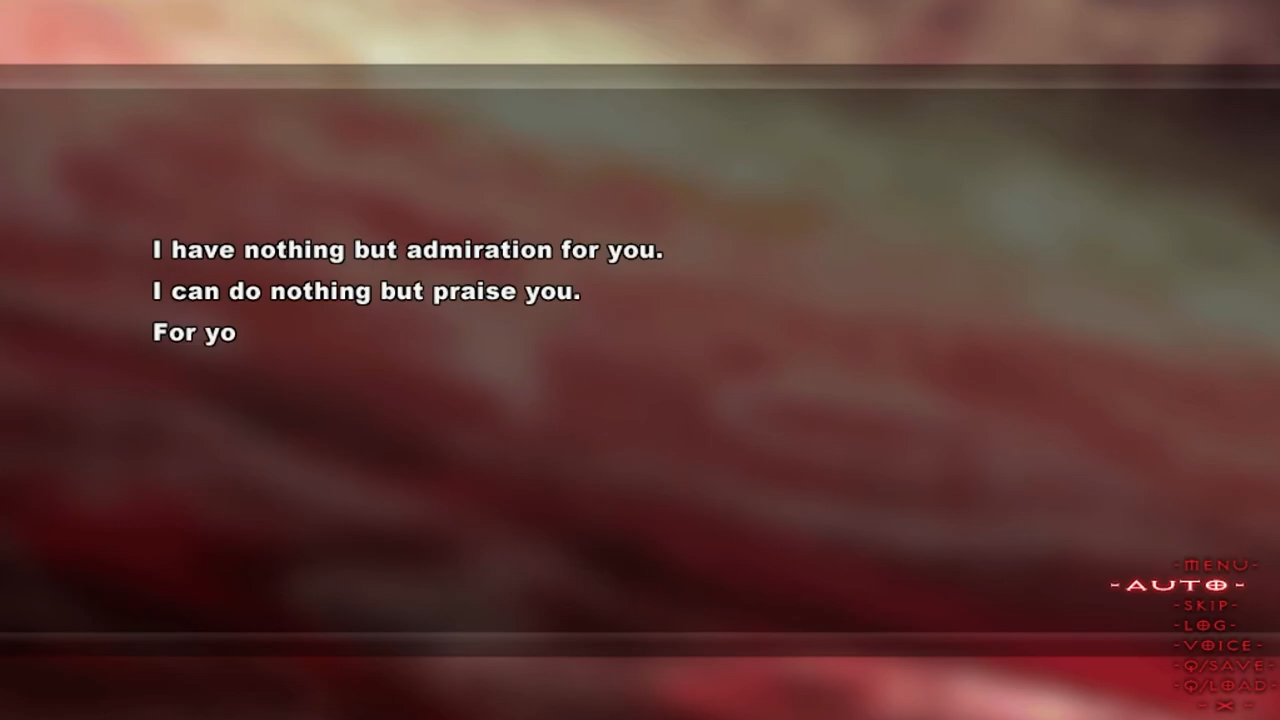 I have nothing but admiration for you.
I can do nothing but praise you.
For yo
-MENU-
-AUTO-
-SKIP-
-LOG-
-VOICE-
-Q/SAVE-
-Q/LOAD-
-X-